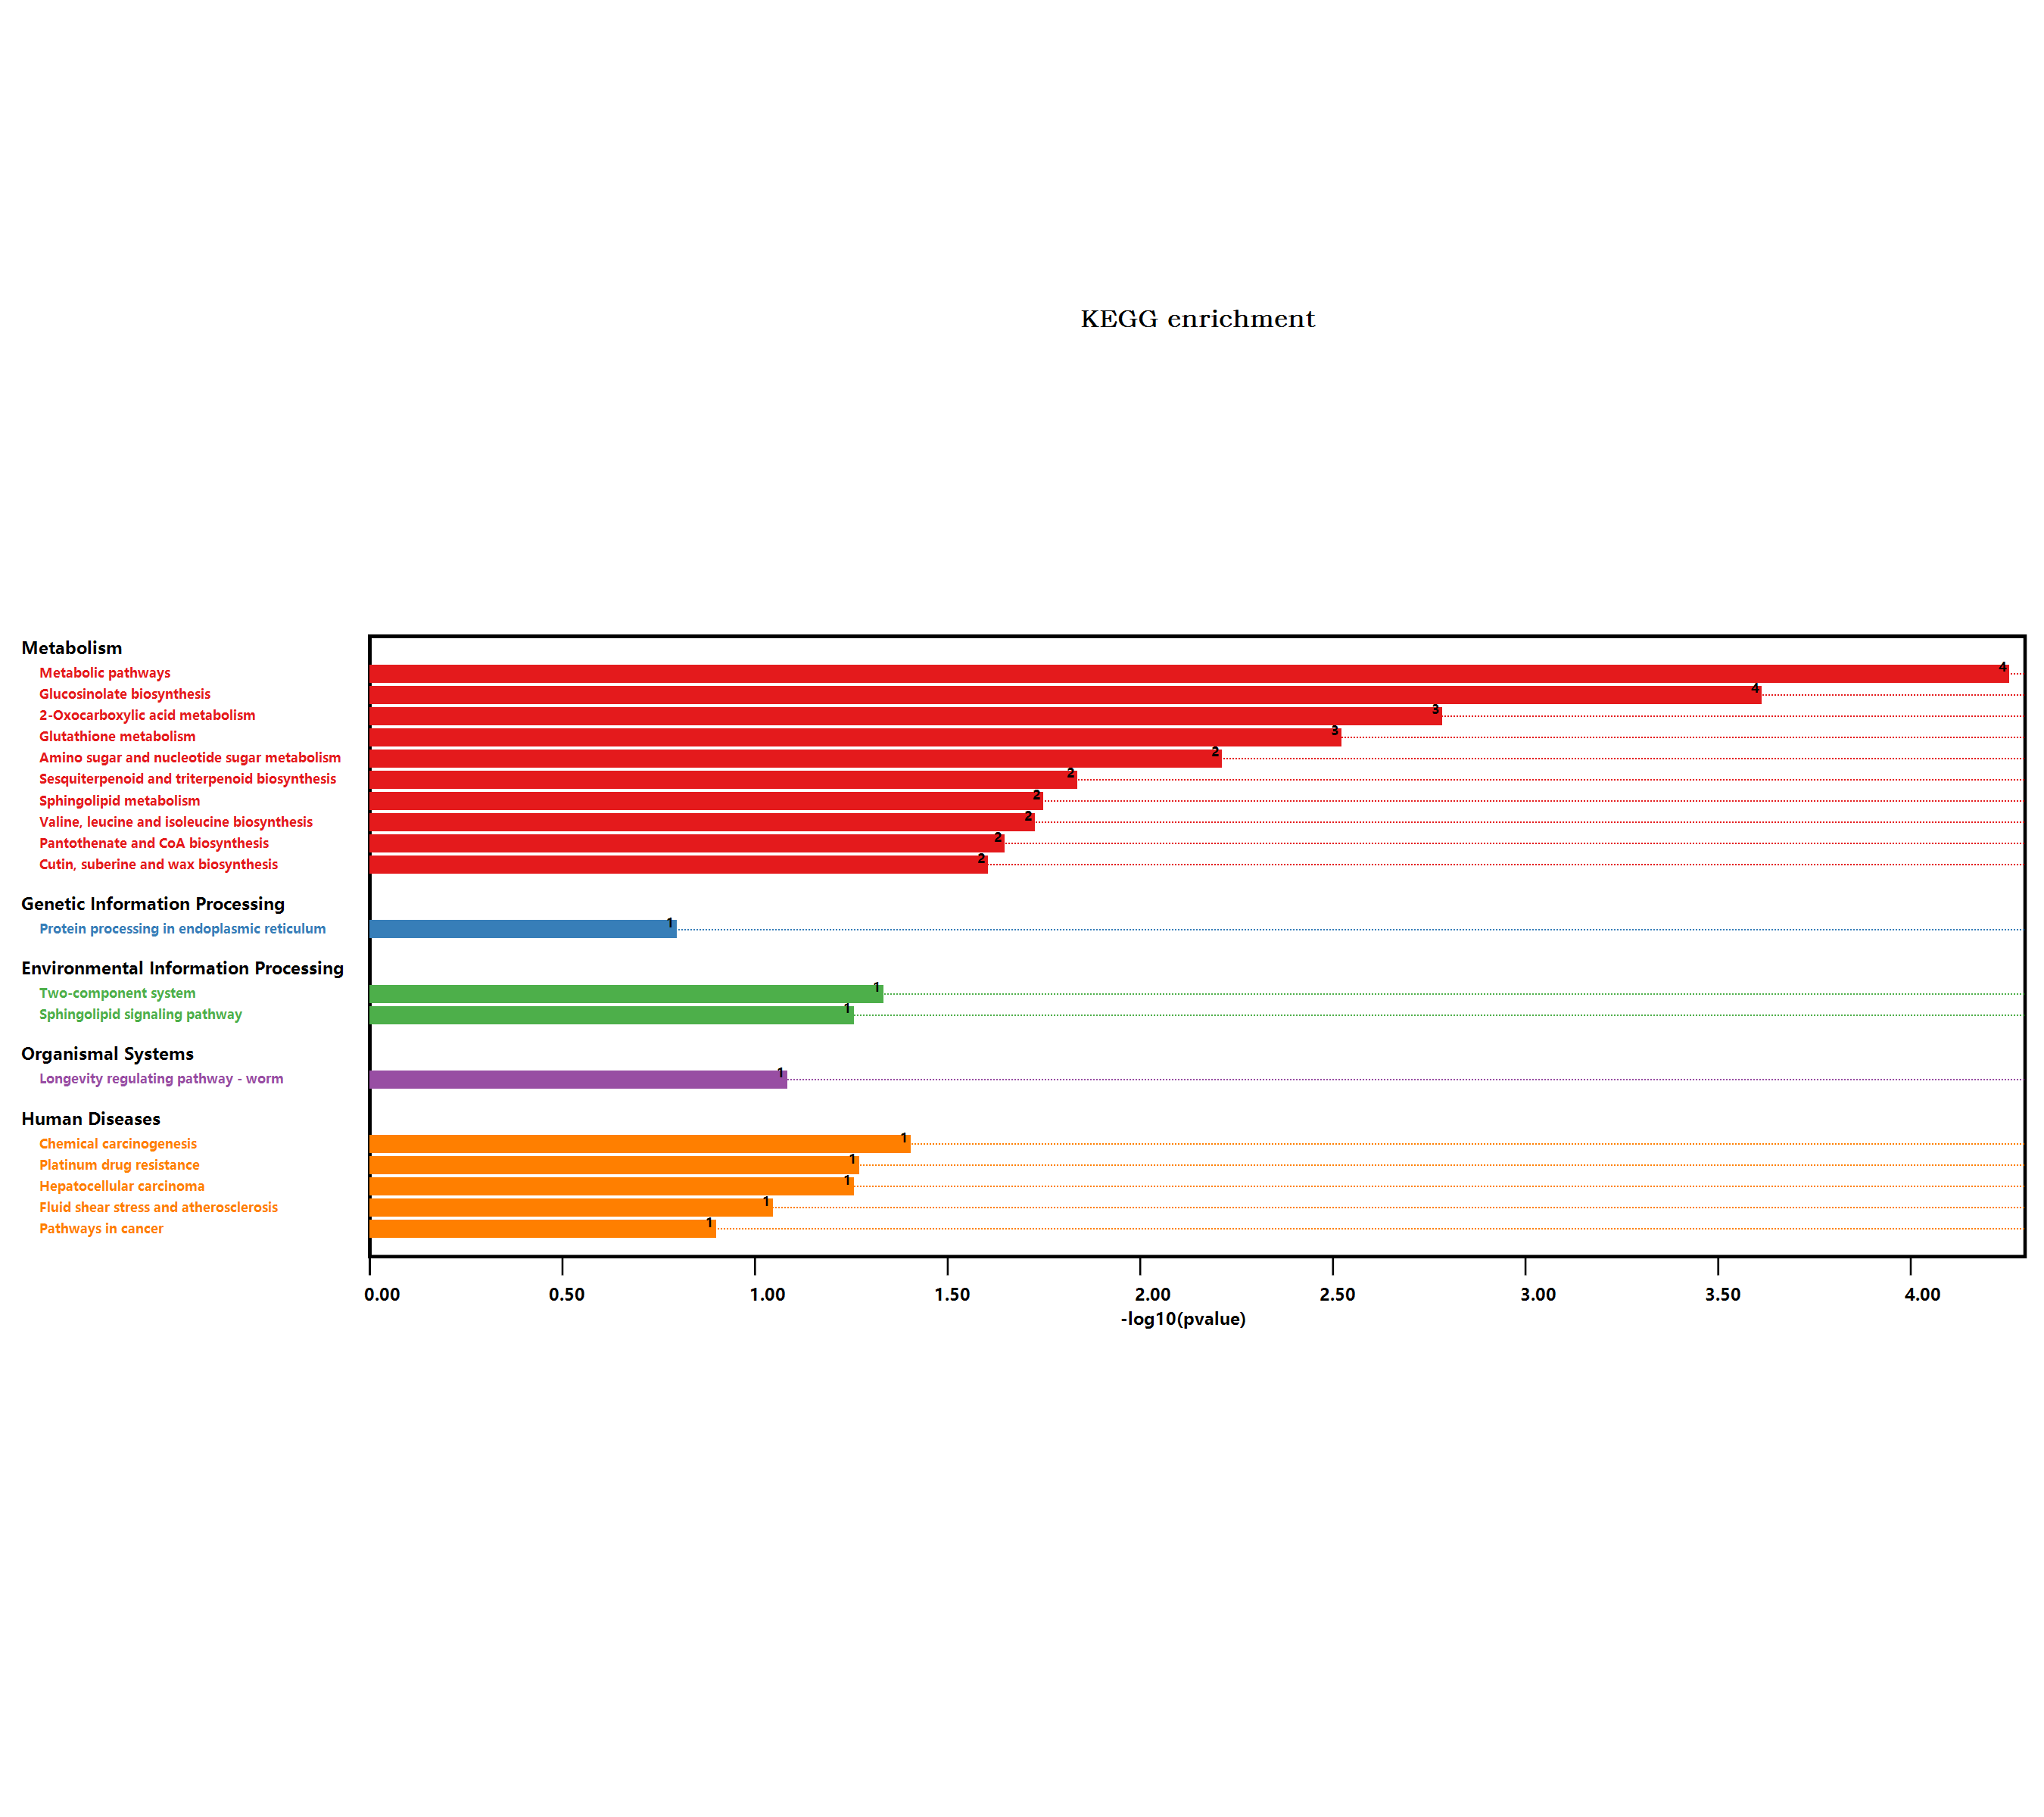 KEGG enrichment
Metabolism
Metabolic pathways 4
Glucosinolate biosynthesis 4
2-Oxocarboxylic acid metabolism 3
Glutathione metabolism 3
Amino sugar and nucleotide sugar metabolism 2
Sesquiterpenoid and triterpenoid biosynthesis 2
Sphingolipid metabolism 2
Valine, leucine and isoleucine biosynthesis 2
Pantothenate and CoA biosynthesis 2
Cutin, suberine and wax biosynthesis 2
Genetic Information Processing
Protein processing in endoplasmic reticulum 1
Environmental Information Processing
Two-component system 1
Sphingolipid signaling pathway 1
Organismal Systems
Longevity regulating pathway - worm 1
Human Diseases
Chemical carcinogenesis 1
Platinum drug resistance 1
Hepatocellular carcinoma 1
Fluid shear stress and atherosclerosis 1
Pathways in cancer 1
0.00 0.50 1.00 1.50 2.00 2.50 3.00 3.50 4.00
-log10(pvalue)